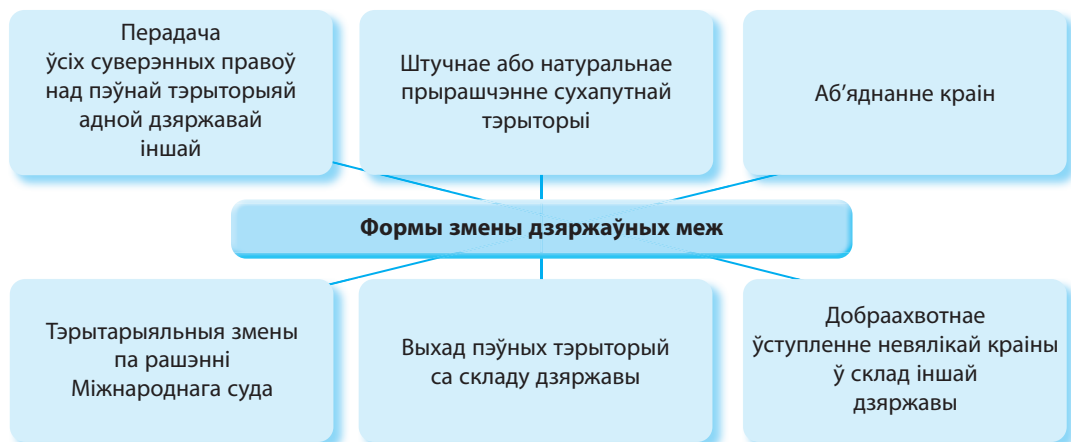 Перадача
ўсіх суверэнных правоў
над пэўнай тэрыторыяй
адной дзяржавай
іншай
Штучнае або натуральнае
прырашчэнне сухапутнай
тэрыторыі
Аб’яднанне краін
Формы змены дзяржаўных меж
Тэрытарыяльныя змены
па рашэнні
Міжнароднага суда
Выхад пэўных тэрыторый
са складу дзяржавы
Добраахвотнае
ўступленне невялікай краіны
ў склад іншай
дзяржавы